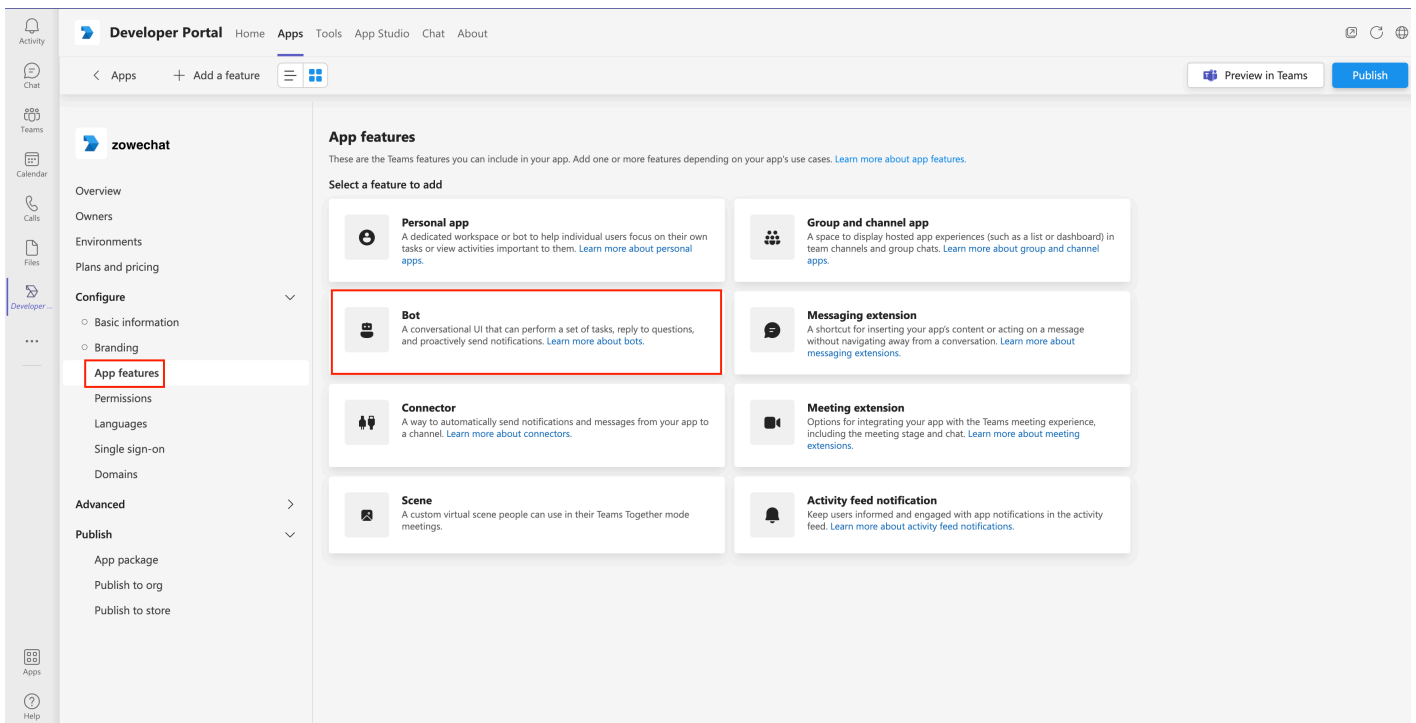 Activity
Chat
Teams
Calendar
Calls
Files
Developer ...
Apps
Help
Developer Portal Home Apps Tools App Studio Chat About
Apps Add a feature
Preview in Teams Publish
zowechat
Overview
Owners
Environments
Plans and pricing
Configure
Basic information
Branding
App features
Permissions
Languages
Single sign-on
Domains
Advanced
Publish
App package
Publish to org
Publish to store
App features
These are the Teams features you can include in your app. Add one or more features depending on your app's use cases. Learn more about app features.
Select a feature to add
Personal app
A dedicated workspace or bot to help individual users focus on their own
tasks or view activities important to them. Learn more about personal
apps.
Group and channel app
A space to display hosted app experiences (such as a list or dashboard) in
team channels and group chats. Learn more about group and channel
apps.
Bot
A conversational UI that can perform a set of tasks, reply to questions,
and proactively send notifications. Learn more about bots.
Messaging extension
A shortcut for inserting your app's content or acting on a message
without navigating away from a conversation. Learn more about
messaging extensions.
Connector
A way to automatically send notifications and messages from your app to
a channel. Learn more about connectors.
Meeting extension
Options for integrating your app with the Teams meeting experience,
including the meeting stage and chat. Learn more about meeting
extensions.
Scene
A custom virtual scene people can use in their Teams Together mode
meetings.
Activity feed notification
Keep users informed and engaged with app notifications in the activity
feed. Learn more about activity feed notifications.